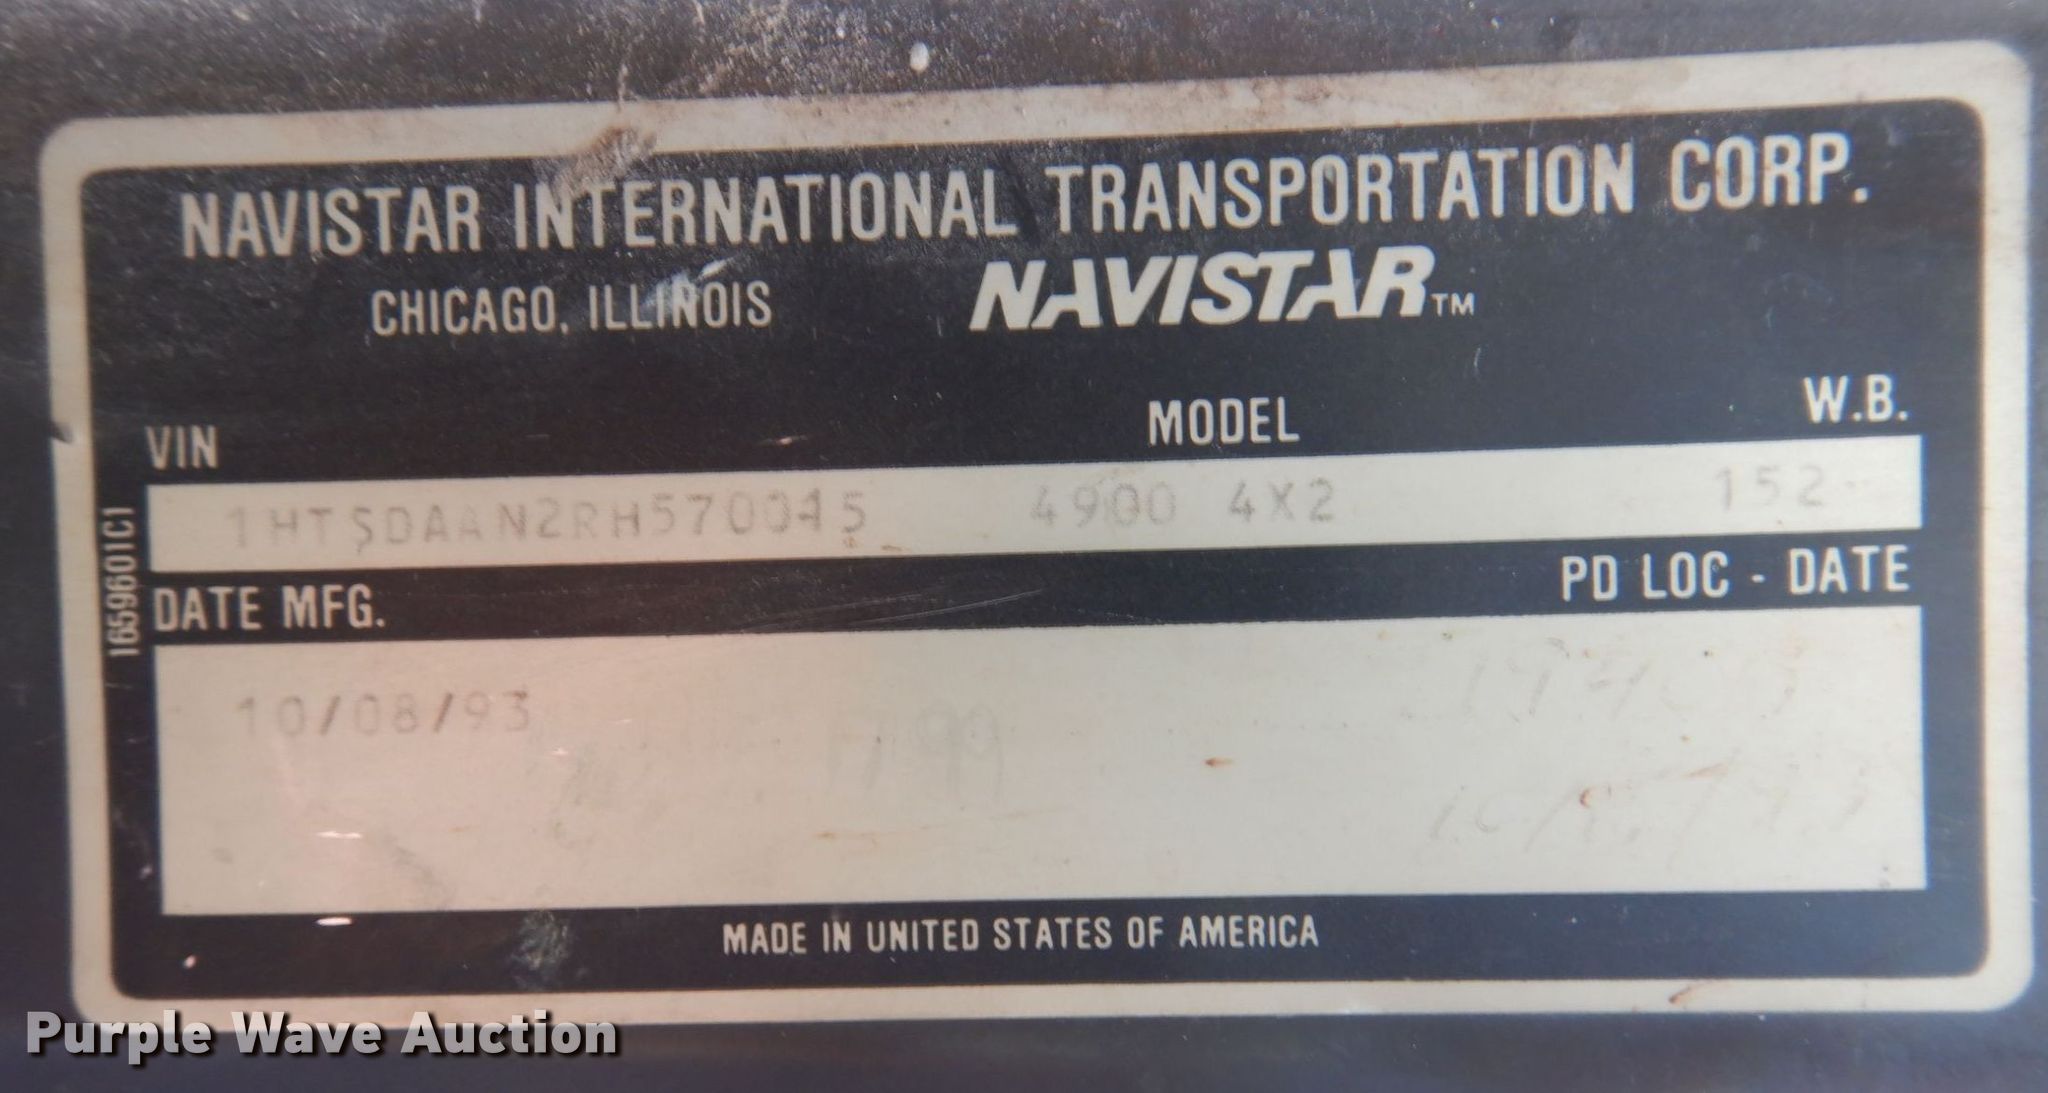 NAVISTAR INTERNATIONAL TRANSPORTATION CORP.
CHICAGO, ILLINOIS NAVISTAR™
VIN MODEL W.B.
1HTSDAAN2RH570045 4900 4X2 152
1659601C1
DATE MFG. PD LOC - DATE
10/08/93
MADE IN UNITED STATES OF AMERICA
Purple Wave Auction